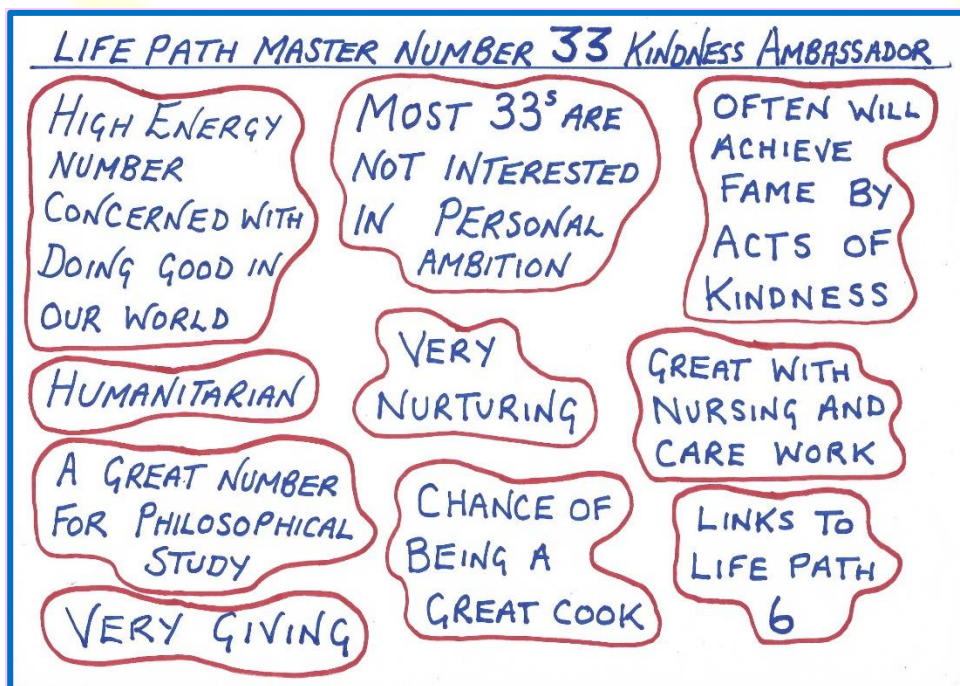 LIFE PATH MASTER NUMBER 33 KINDNESS AMBASSADOR
HIGH ENERGY
NUMBER
CONCERNED WITH
DOING GOOD IN
OUR WORLD
MOST 33S ARE
NOT INTERESTED
IN PERSONAL
AMBITION
OFTEN WILL
ACHIEVE
FAME BY
ACTS OF
KINDNESS
HUMANITARIAN
VERY
NURTURING
GREAT WITH
NURSING AND
CARE WORK
A GREAT NUMBER
FOR PHILOSOPHICAL
STUDY
CHANCE OF
BEING A
GREAT COOK
LINKS TO
LIFE PATH
6
VERY GIVING